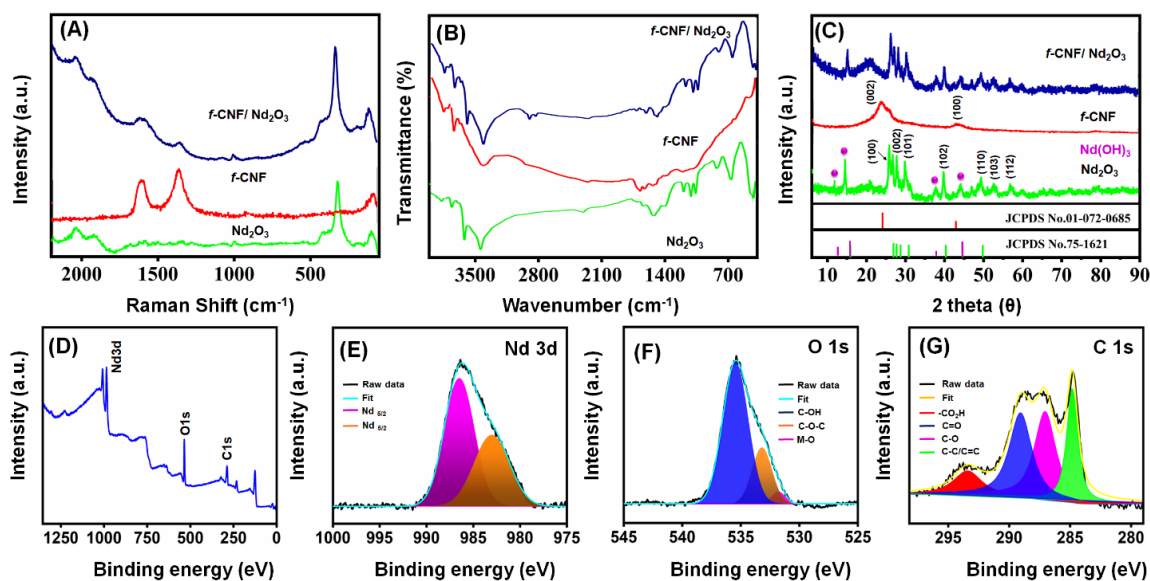 (A)
Intensity (a.u.)
f-CNF/ Nd₂O₃
f-CNF
Nd₂O₃
2000 1500 1000 500
Raman Shift (cm⁻¹)
(B)
Transmittance (%)
f-CNF/ Nd₂O₃
f-CNF
Nd₂O₃
3500 2800 2100 1400 700
Wavenumber (cm⁻¹)
(C)
Intensity (a.u.)
f-CNF/ Nd₂O₃
(002)
(100)
f-CNF
Nd(OH)₃
Nd₂O₃
(100) (002) (101) (102) (110) (103) (112)
JCPDS No.01-072-0685
JCPDS No.75-1621
10 20 30 40 50 60 70 80 90
2 theta (θ)
(D)
Intensity (a.u.)
Nd3d
O1s
C1s
1250 1000 750 500 250 0
Binding energy (eV)
(E)
Nd 3d
Intensity (a.u.)
Raw data
Fit
Nd 5/2
Nd 5/2
1000 995 990 985 980 975
Binding energy (eV)
(F)
O 1s
Intensity (a.u.)
Raw data
Fit
C-OH
C-O-C
M-O
545 540 535 530 525
Binding energy (eV)
(G)
C 1s
Intensity (a.u.)
Raw data
Fit
-CO₂H
C=O
C-O
C-C/C=C
295 290 285 280
Binding energy (eV)